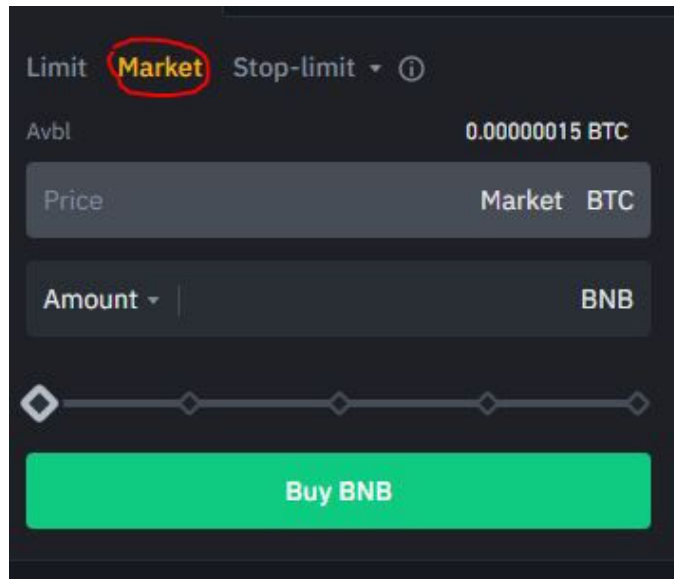 Limit Market Stop-limit
Avbl 0.00000015 BTC
Price Market BTC
Amount BNB
Buy BNB